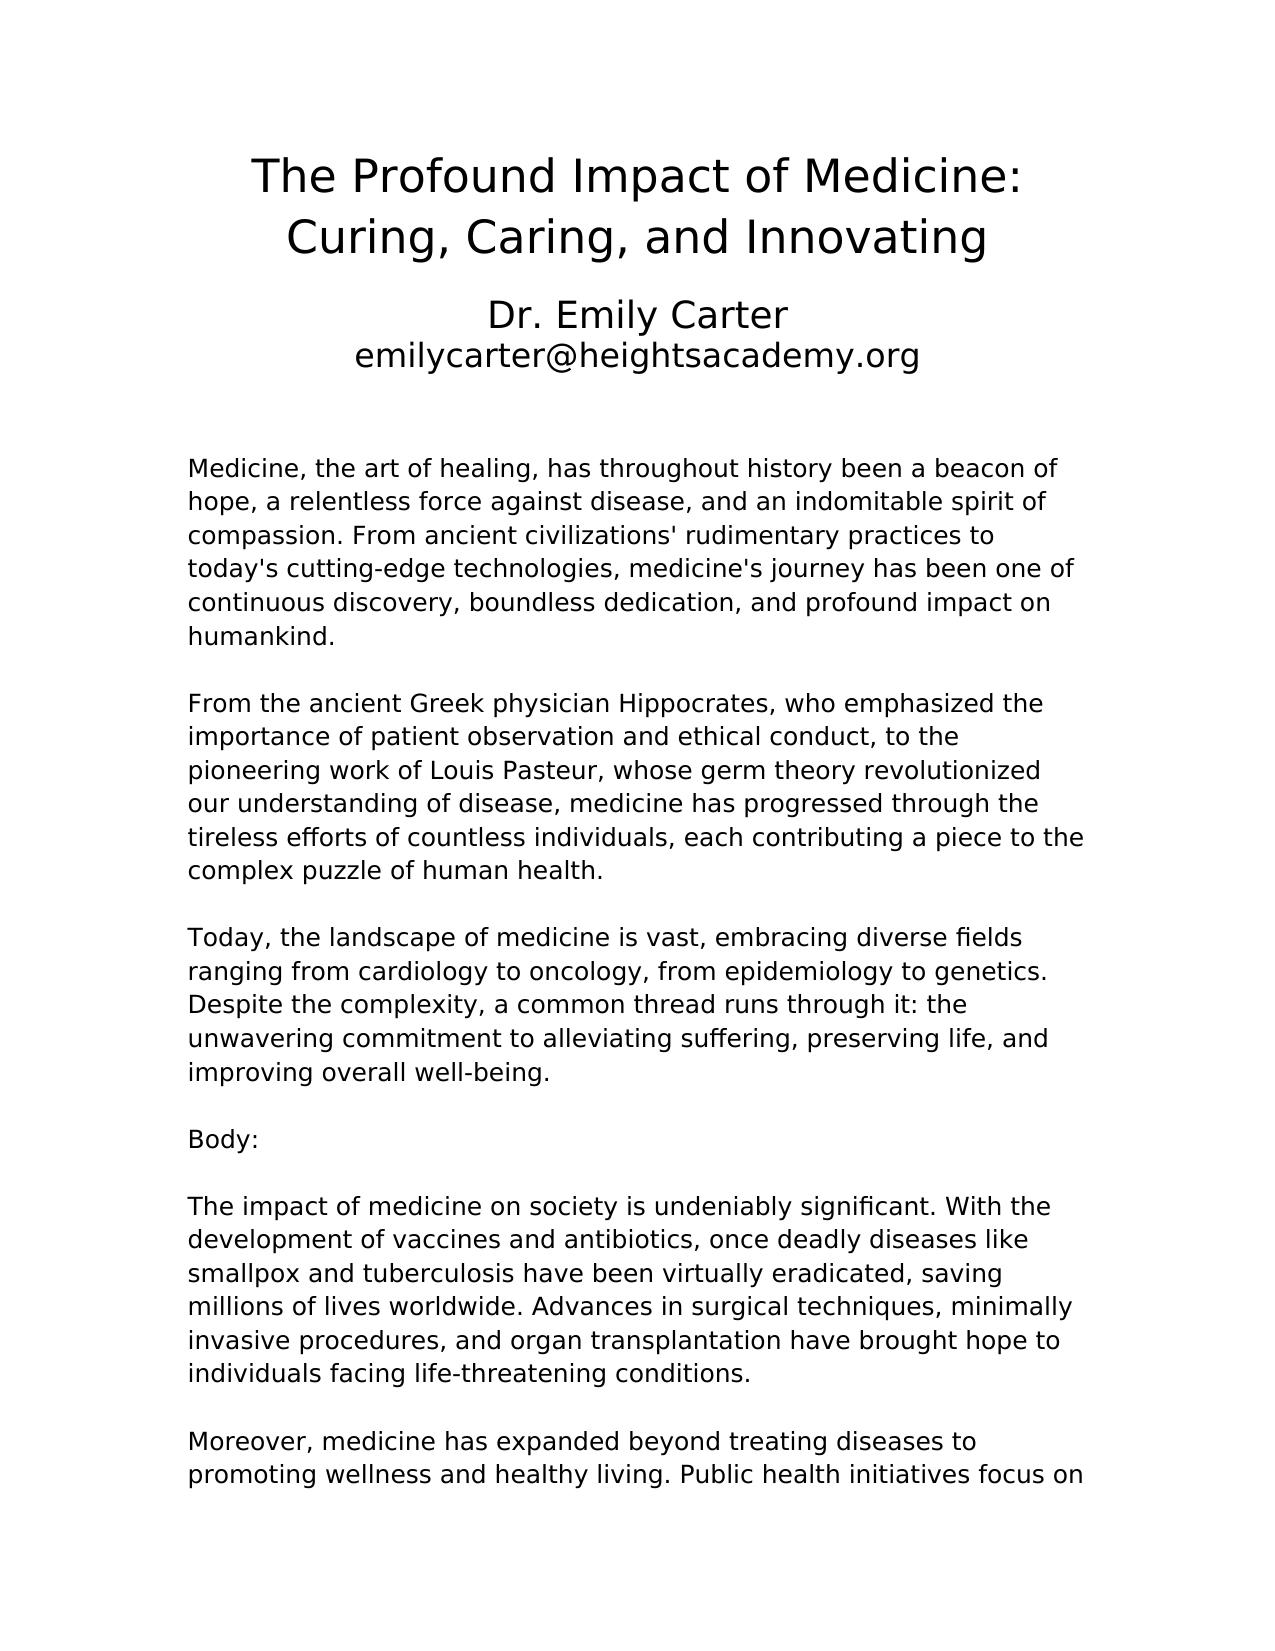 The Profound Impact of Medicine:
Curing, Caring, and Innovating
Dr. Emily Carter
emilycarter@heightsacademy.org
Medicine, the art of healing, has throughout history been a beacon of
hope, a relentless force against disease, and an indomitable spirit of
compassion. From ancient civilizations' rudimentary practices to
today's cutting-edge technologies, medicine's journey has been one of
continuous discovery, boundless dedication, and profound impact on
humankind.
From the ancient Greek physician Hippocrates, who emphasized the
importance of patient observation and ethical conduct, to the
pioneering work of Louis Pasteur, whose germ theory revolutionized
our understanding of disease, medicine has progressed through the
tireless efforts of countless individuals, each contributing a piece to the
complex puzzle of human health.
Today, the landscape of medicine is vast, embracing diverse fields
ranging from cardiology to oncology, from epidemiology to genetics.
Despite the complexity, a common thread runs through it: the
unwavering commitment to alleviating suffering, preserving life, and
improving overall well-being.
Body:
The impact of medicine on society is undeniably significant. With the
development of vaccines and antibiotics, once deadly diseases like
smallpox and tuberculosis have been virtually eradicated, saving
millions of lives worldwide. Advances in surgical techniques, minimally
invasive procedures, and organ transplantation have brought hope to
individuals facing life-threatening conditions.
Moreover, medicine has expanded beyond treating diseases to
promoting wellness and healthy living. Public health initiatives focus on